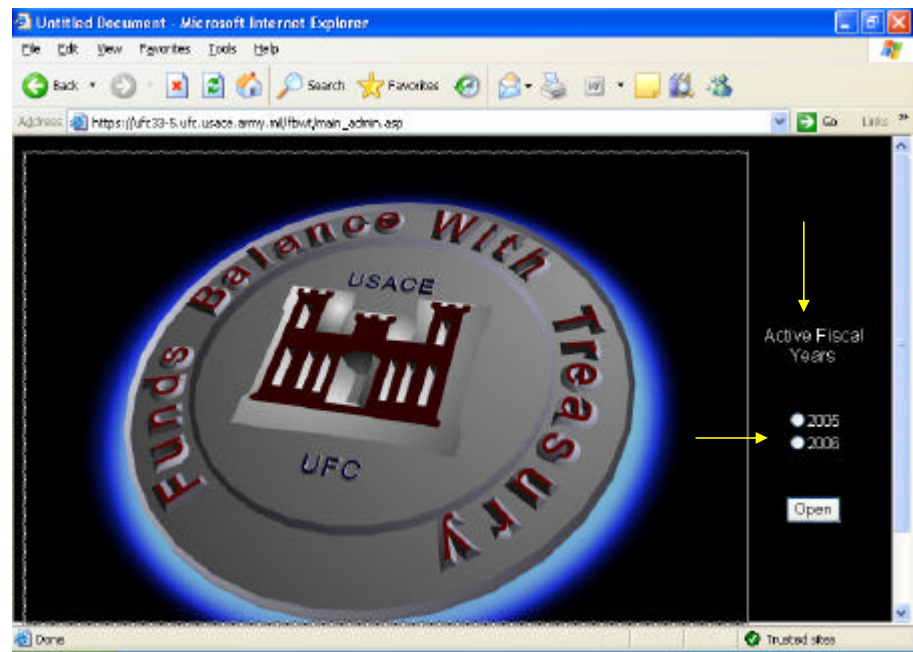 Untitled Document - Microsoft Internet Explorer
File Edit View Favorites Tools Help
Back Search Favorites
Address https://ufc33-5.ufc.usace.army.mil/fbwt/main_admin.asp Go Links »
Funds Balance With Treasury
USACE
UFC
Active Fiscal
Years
2005
2006
Open
Done Trusted sites